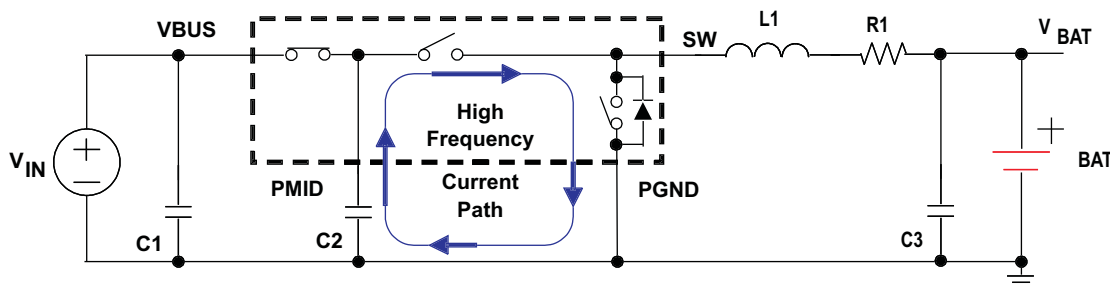 VBUS
SW
L1
R1
V BAT
High
Frequency
Current
Path
PMID
PGND
V IN
+
−
C1
C2
C3
+
BAT